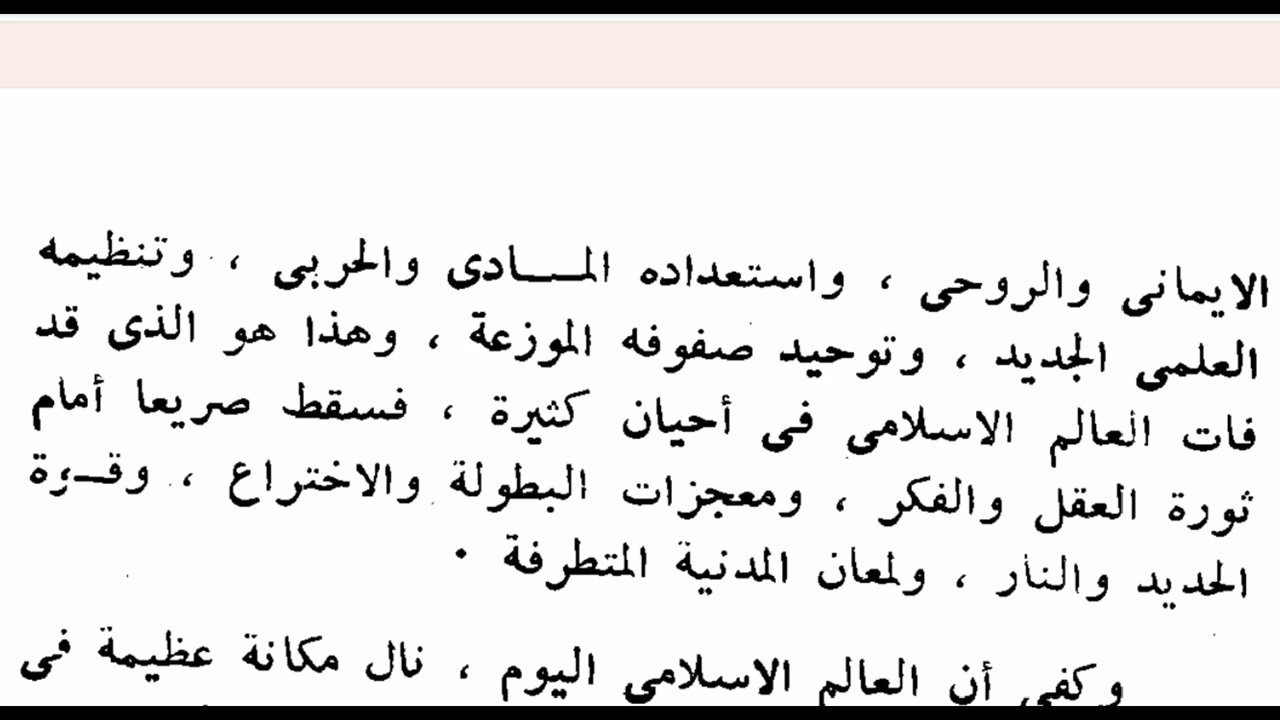 الايمانى والروحى ، واستعداده المـــادى والحربى ، وتنظيمه
العلمى الجديد ، وتوحيد صفوفه الموزعة ، وهذا هو الذى قد
فات العالم الاسلامى فى أحيان كثيرة ، فسقط صريعا أمام
ثورة العقل والفكر ، ومعجزات البطولة والاختراع ، وقـوة
الحديد والنار ، ولمعان المدنية المتطرفة .
وكفى أن العالم الاسلامى اليوم ، نال مكانة عظيمة فى